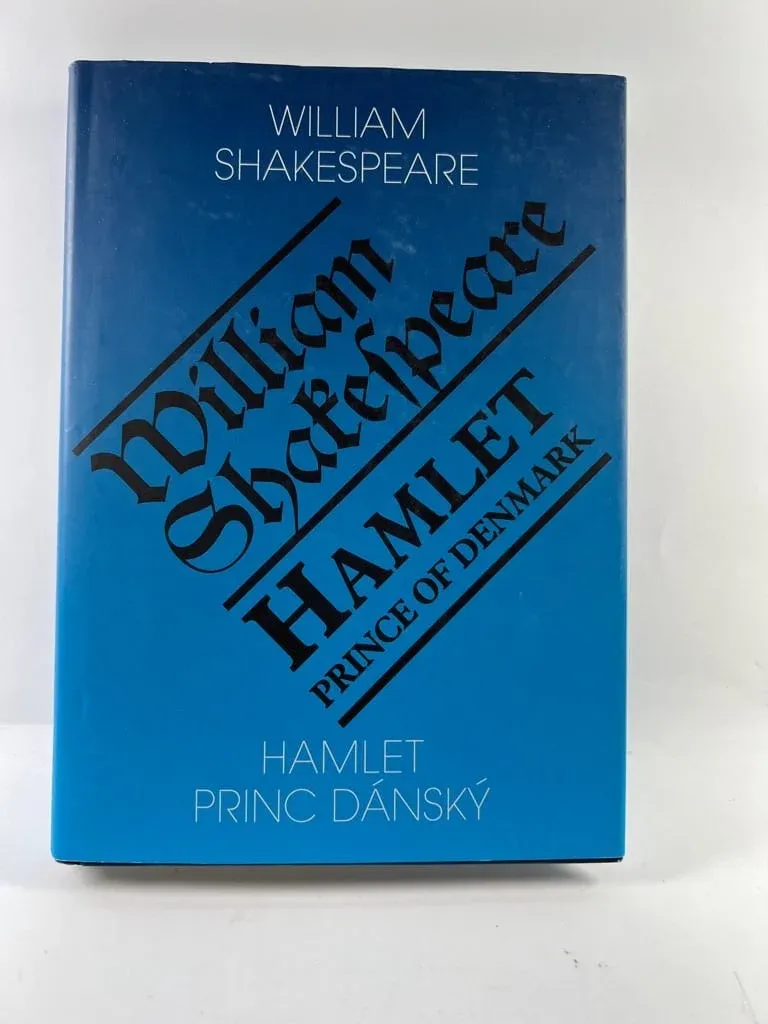 WILLIAM
SHAKESPEARE
William
Shakeſpeare
HAMLET
PRINCE OF DENMARK
HAMLET
PRINC DÁNSKÝ